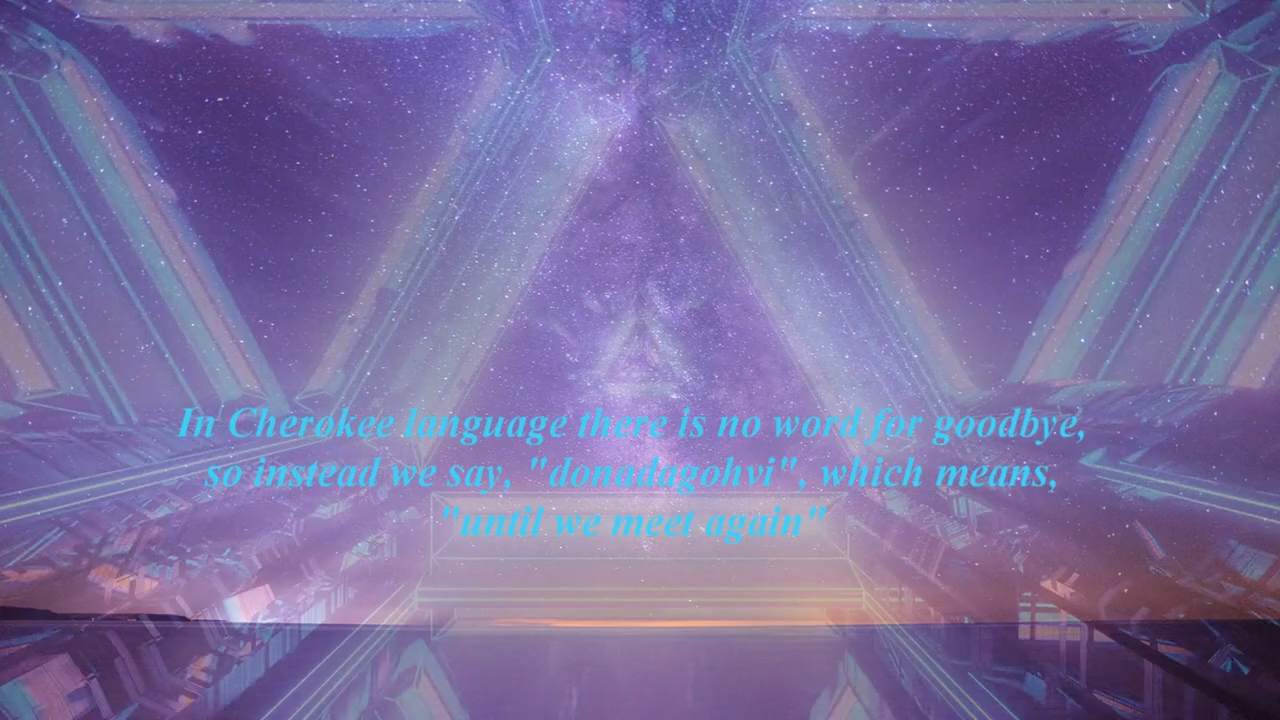 In Cherokee language there is no word for goodbye,
so instead we say, "donadagohvi", which means,
"until we meet again"